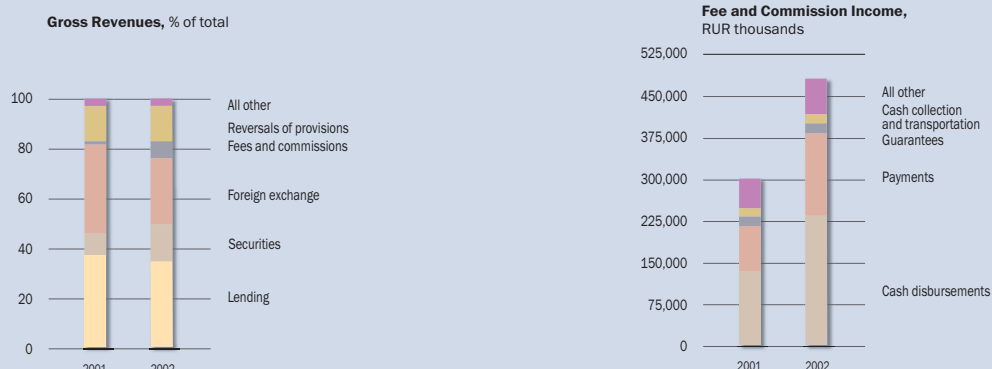 Gross Revenues, % of total
100
80
60
40
20
0
2001 2002
All other
Reversals of provisions
Fees and commissions
Foreign exchange
Securities
Lending
Fee and Commission Income,
RUR thousands
525,000
450,000
375,000
300,000
225,000
150,000
75,000
0
2001 2002
All other
Cash collection
and transportation
Guarantees
Payments
Cash disbursements